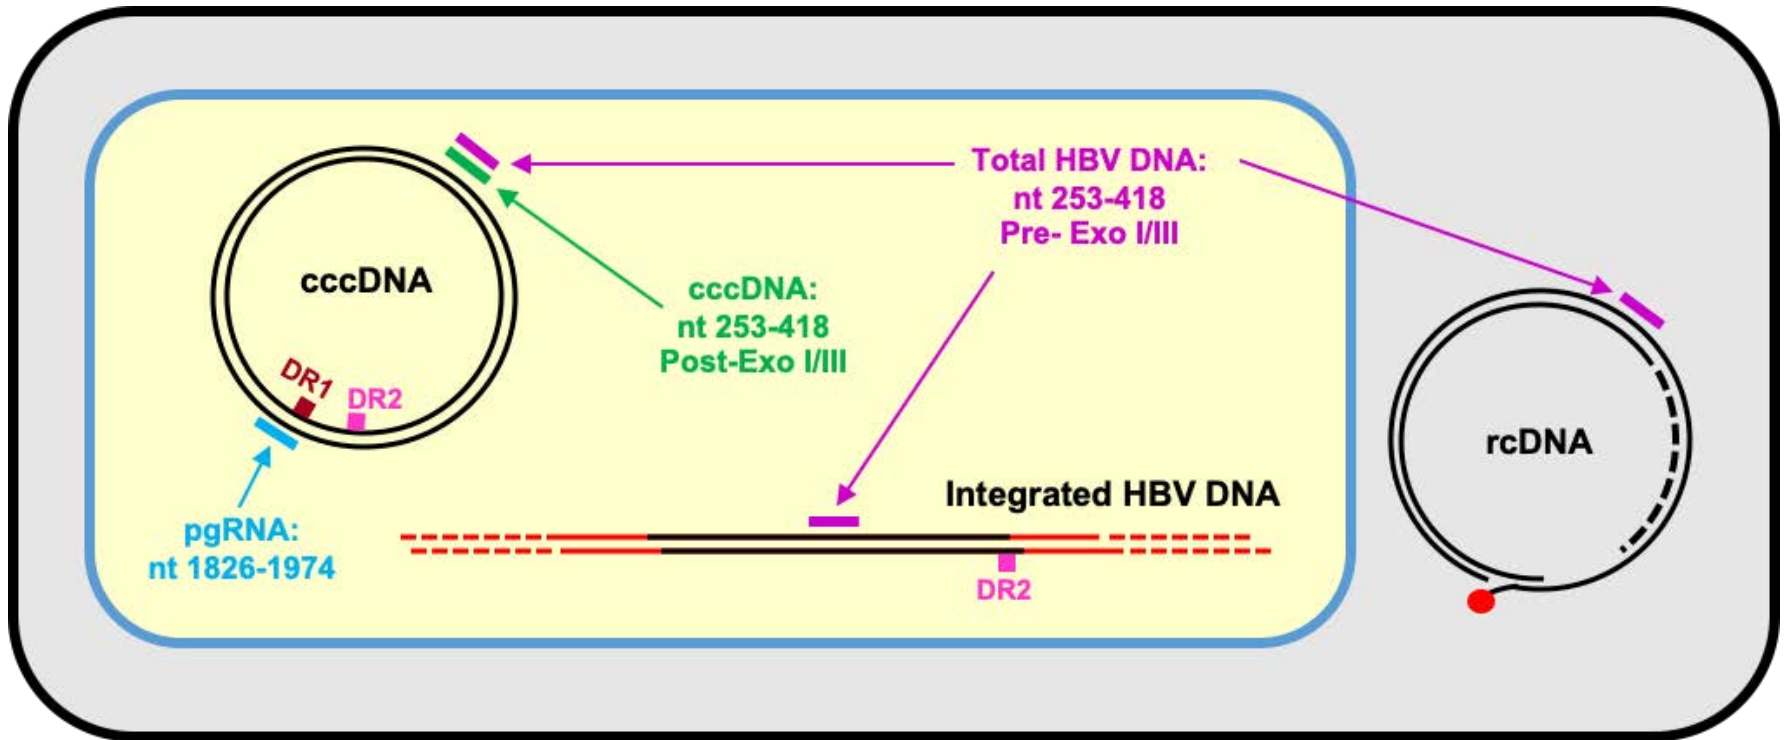 Total HBV DNA:
nt 253-418
Pre- Exo I/III
cccDNA
cccDNA:
nt 253-418
Post-Exo I/III
DR1
DR2
rcDNA
Integrated HBV DNA
pgRNA:
nt 1826-1974
DR2